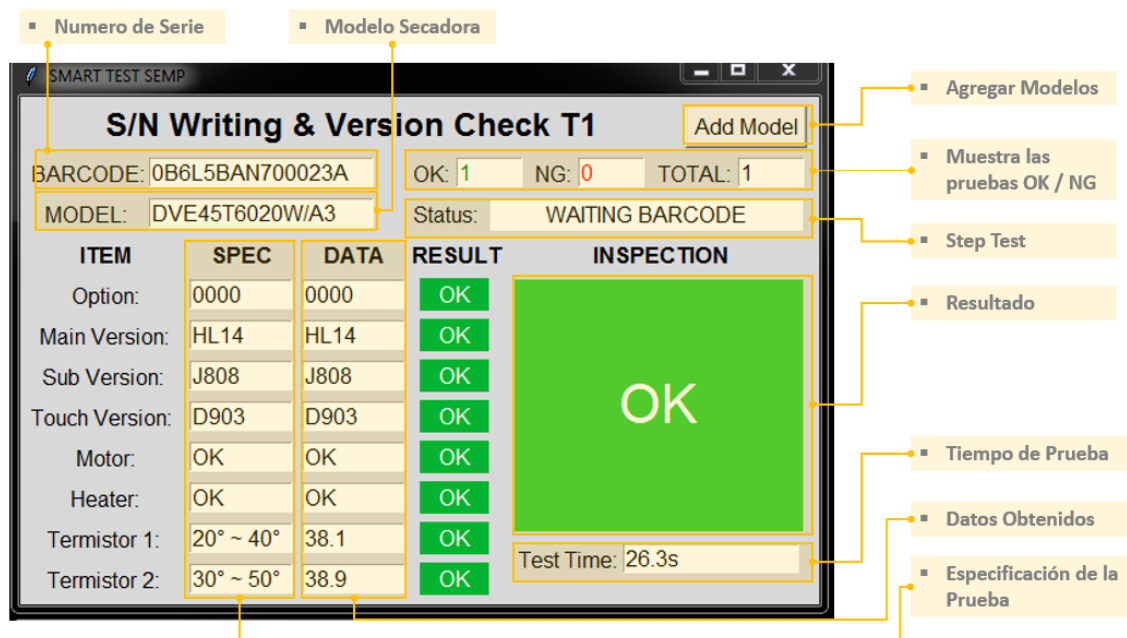 ▪ Numero de Serie
▪ Modelo Secadora
SMART TEST SEMP
S/N Writing & Version Check T1
Add Model
▪ Agregar Modelos
BARCODE: 0B6L5BAN700023A
OK: 1 NG: 0 TOTAL: 1
▪ Muestra las
pruebas OK / NG
MODEL: DVE45T6020W/A3
Status: WAITING BARCODE
▪ Step Test
ITEM SPEC DATA RESULT INSPECTION
Option: 0000 0000 OK
▪ Resultado
Main Version: HL14 HL14 OK
Sub Version: J808 J808 OK
OK
Touch Version: D903 D903 OK
Motor: OK OK OK
▪ Tiempo de Prueba
Heater: OK OK OK
Termistor 1: 20° ~ 40° 38.1 OK
▪ Datos Obtenidos
Test Time: 26.3s
Termistor 2: 30° ~ 50° 38.9 OK
▪ Especificación de la
Prueba